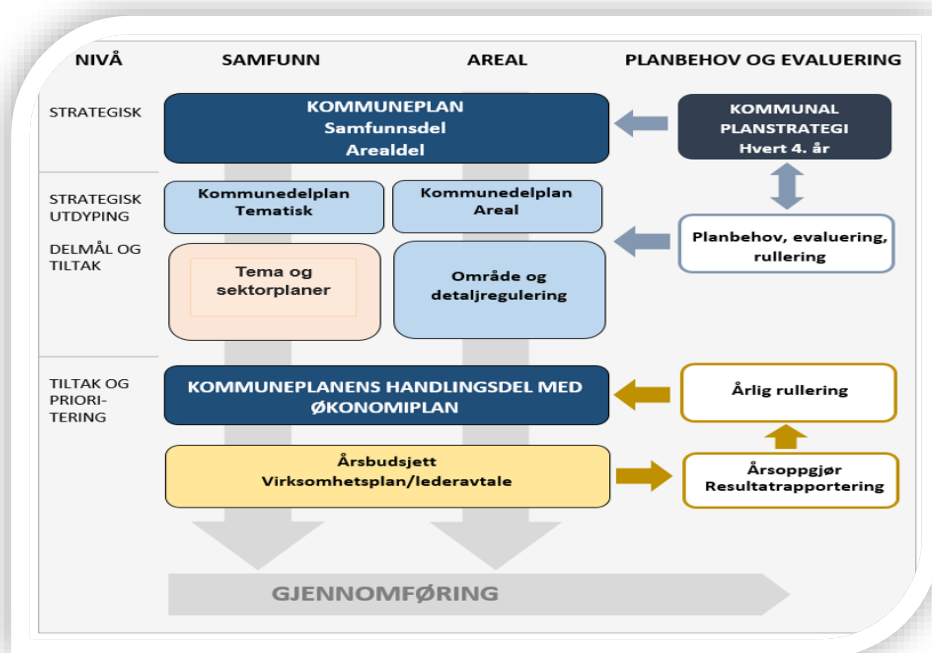 NIVÅ
SAMFUNN
AREAL
PLANBEHOV OG EVALUERING
STRATEGISK
KOMMUNEPLAN
Samfunnsdel
Arealdel
KOMMUNAL
PLANSTRATEGI
Hvert 4. år
STRATEGISK
UTDYPING
DELMÅL OG
TILTAK
Kommunedelplan
Tematisk
Kommunedelplan
Areal
Planbehov, evaluering,
rullering
Tema og
sektorplaner
Område og
detaljregulering
TILTAK OG
PRIORI-
TERING
KOMMUNEPLANENS HANDLINGSDEL MED
ØKONOMIPLAN
Årlig rullering
Årsbudsjett
Virksomhetsplan/lederavtale
Årsoppgjør
Resultatrapportering
GJENNOMFØRING